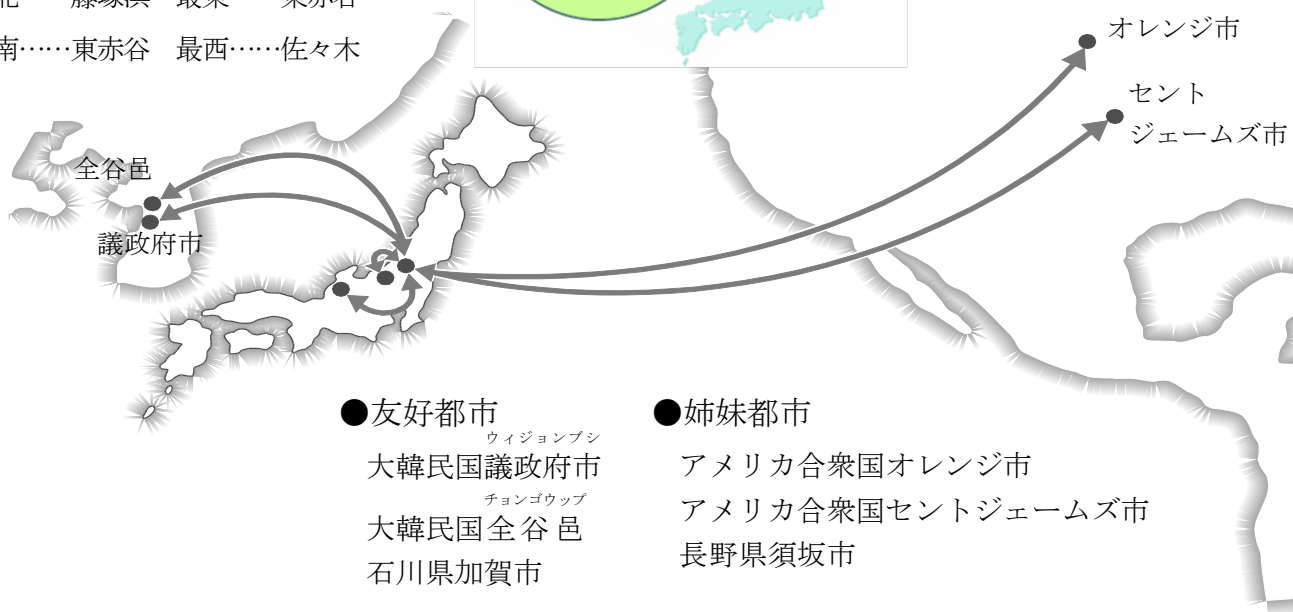 藤塚浜 最東
南……東赤谷 最西……佐々木
オレンジ市
セント
ジェームズ市
全谷邑
議政府市
●友好都市
ウィジョンブシ
大韓民国議政府市
チョンゴウップ
大韓民国全谷邑
石川県加賀市
●姉妹都市
アメリカ合衆国オレンジ市
アメリカ合衆国セントジェームズ市
長野県須坂市